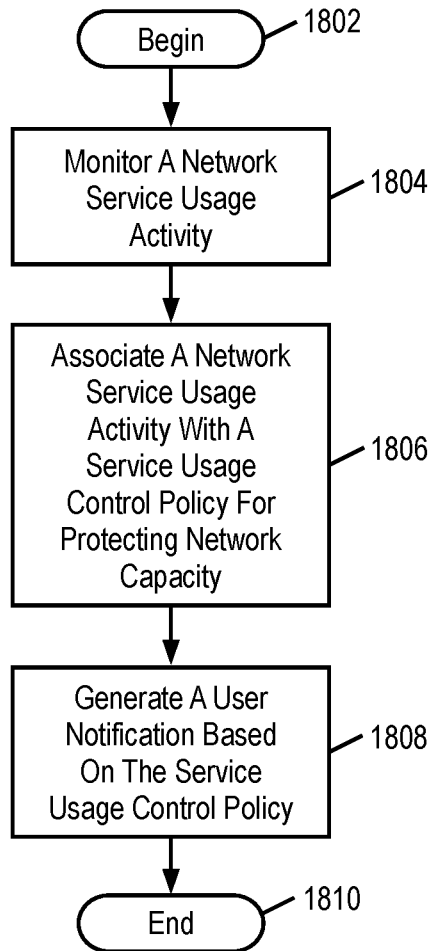 Begin
1802
Monitor A Network
Service Usage
Activity
1804
Associate A Network
Service Usage
Activity With A
Service Usage
Control Policy For
Protecting Network
Capacity
1806
Generate A User
Notification Based
On The Service
Usage Control Policy
1808
End
1810